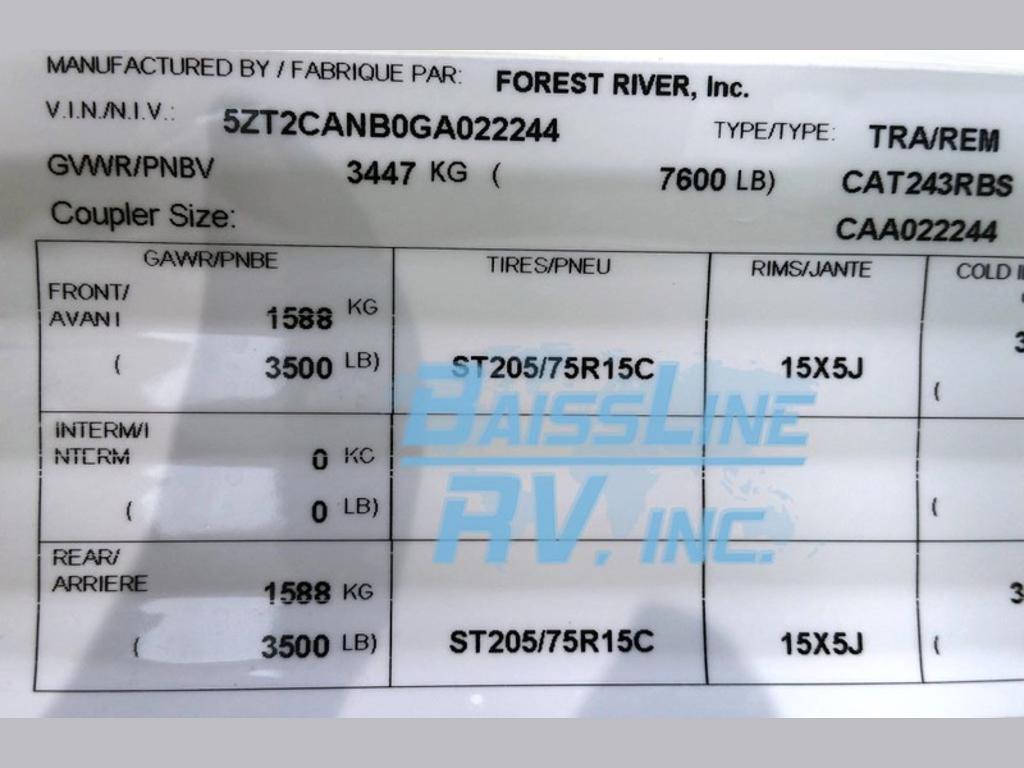 MANUFACTURED BY / FABRIQUE PAR: FOREST RIVER, Inc.
V.I.N./N.I.V.: 5ZT2CANB0GA022244 TYPE/TYPE: TRA/REM
GVWR/PNBV 3447 KG ( 7600 LB) CAT243RBS
Coupler Size: CAA022244
GAWR/PNBE TIRES/PNEU RIMS/JANTE COLD
FRONT/
AVANT 1588 KG
( 3500 LB) ST205/75R15C 15X5J (
INTERM/I
NTERM 0 KG
( 0 LB) (
BAISSLINE
RV, INC.
REAR/
ARRIERE 1588 KG
( 3500 LB) ST205/75R15C 15X5J (